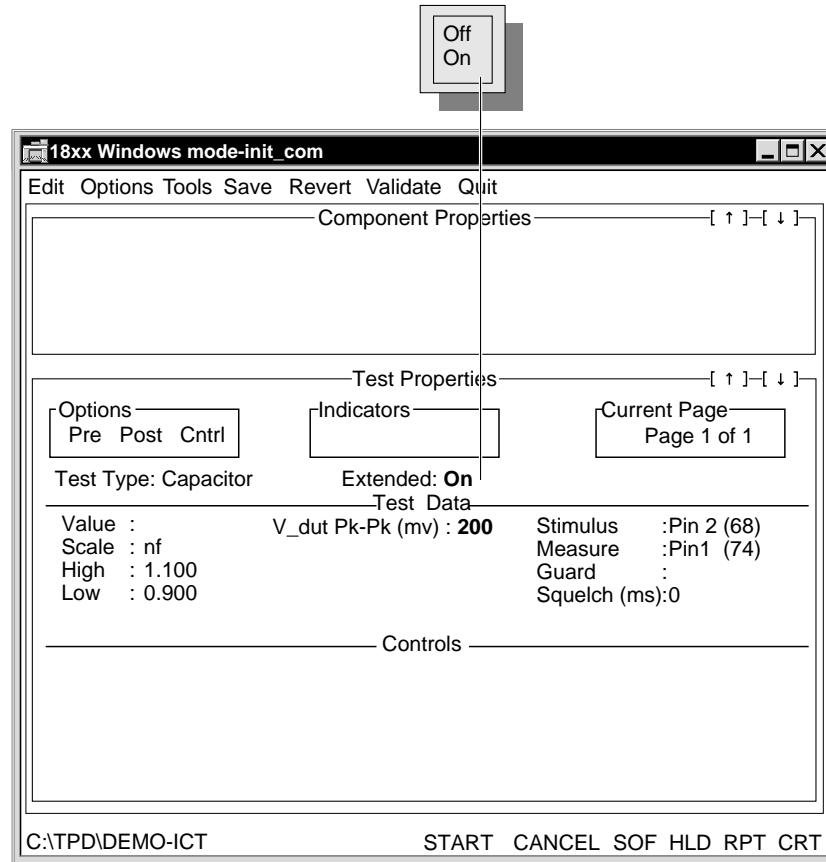 Off
On
18xx Windows mode-init_com
Edit Options Tools Save Revert Validate Quit
Component Properties [ ↑ ]–[ ↓ ]
Test Properties [ ↑ ]–[ ↓ ]
Options Indicators Current Page
Pre Post Cntrl Page 1 of 1
Test Type: Capacitor Extended: On
Test Data
Value : V_dut Pk-Pk (mv) : 200 Stimulus :Pin 2 (68)
Scale : nf Measure :Pin1 (74)
High : 1.100 Guard :
Low : 0.900 Squelch (ms):0
Controls
C:\TPD\DEMO-ICT START CANCEL SOF HLD RPT CRT